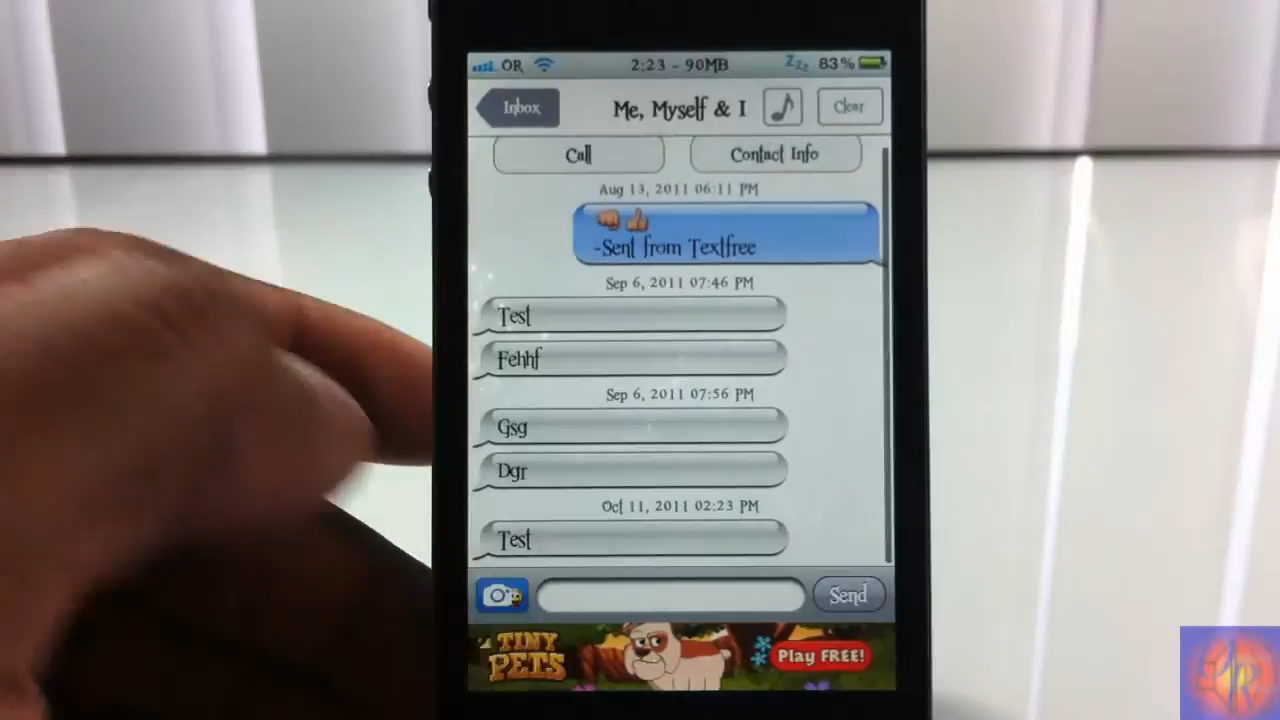 OR 2:23 - 90MB Zzz 83%
Inbox Me, Myself & I Clear
Call Contact Info
Aug 13, 2011 06:11 PM
-Sent from Textfree
Sep 6, 2011 07:46 PM
Test
Fehhf
Sep 6, 2011 07:56 PM
Gsg
Dgr
Oct 11, 2011 02:23 PM
Test
Send
TINY
PETS
Play FREE!